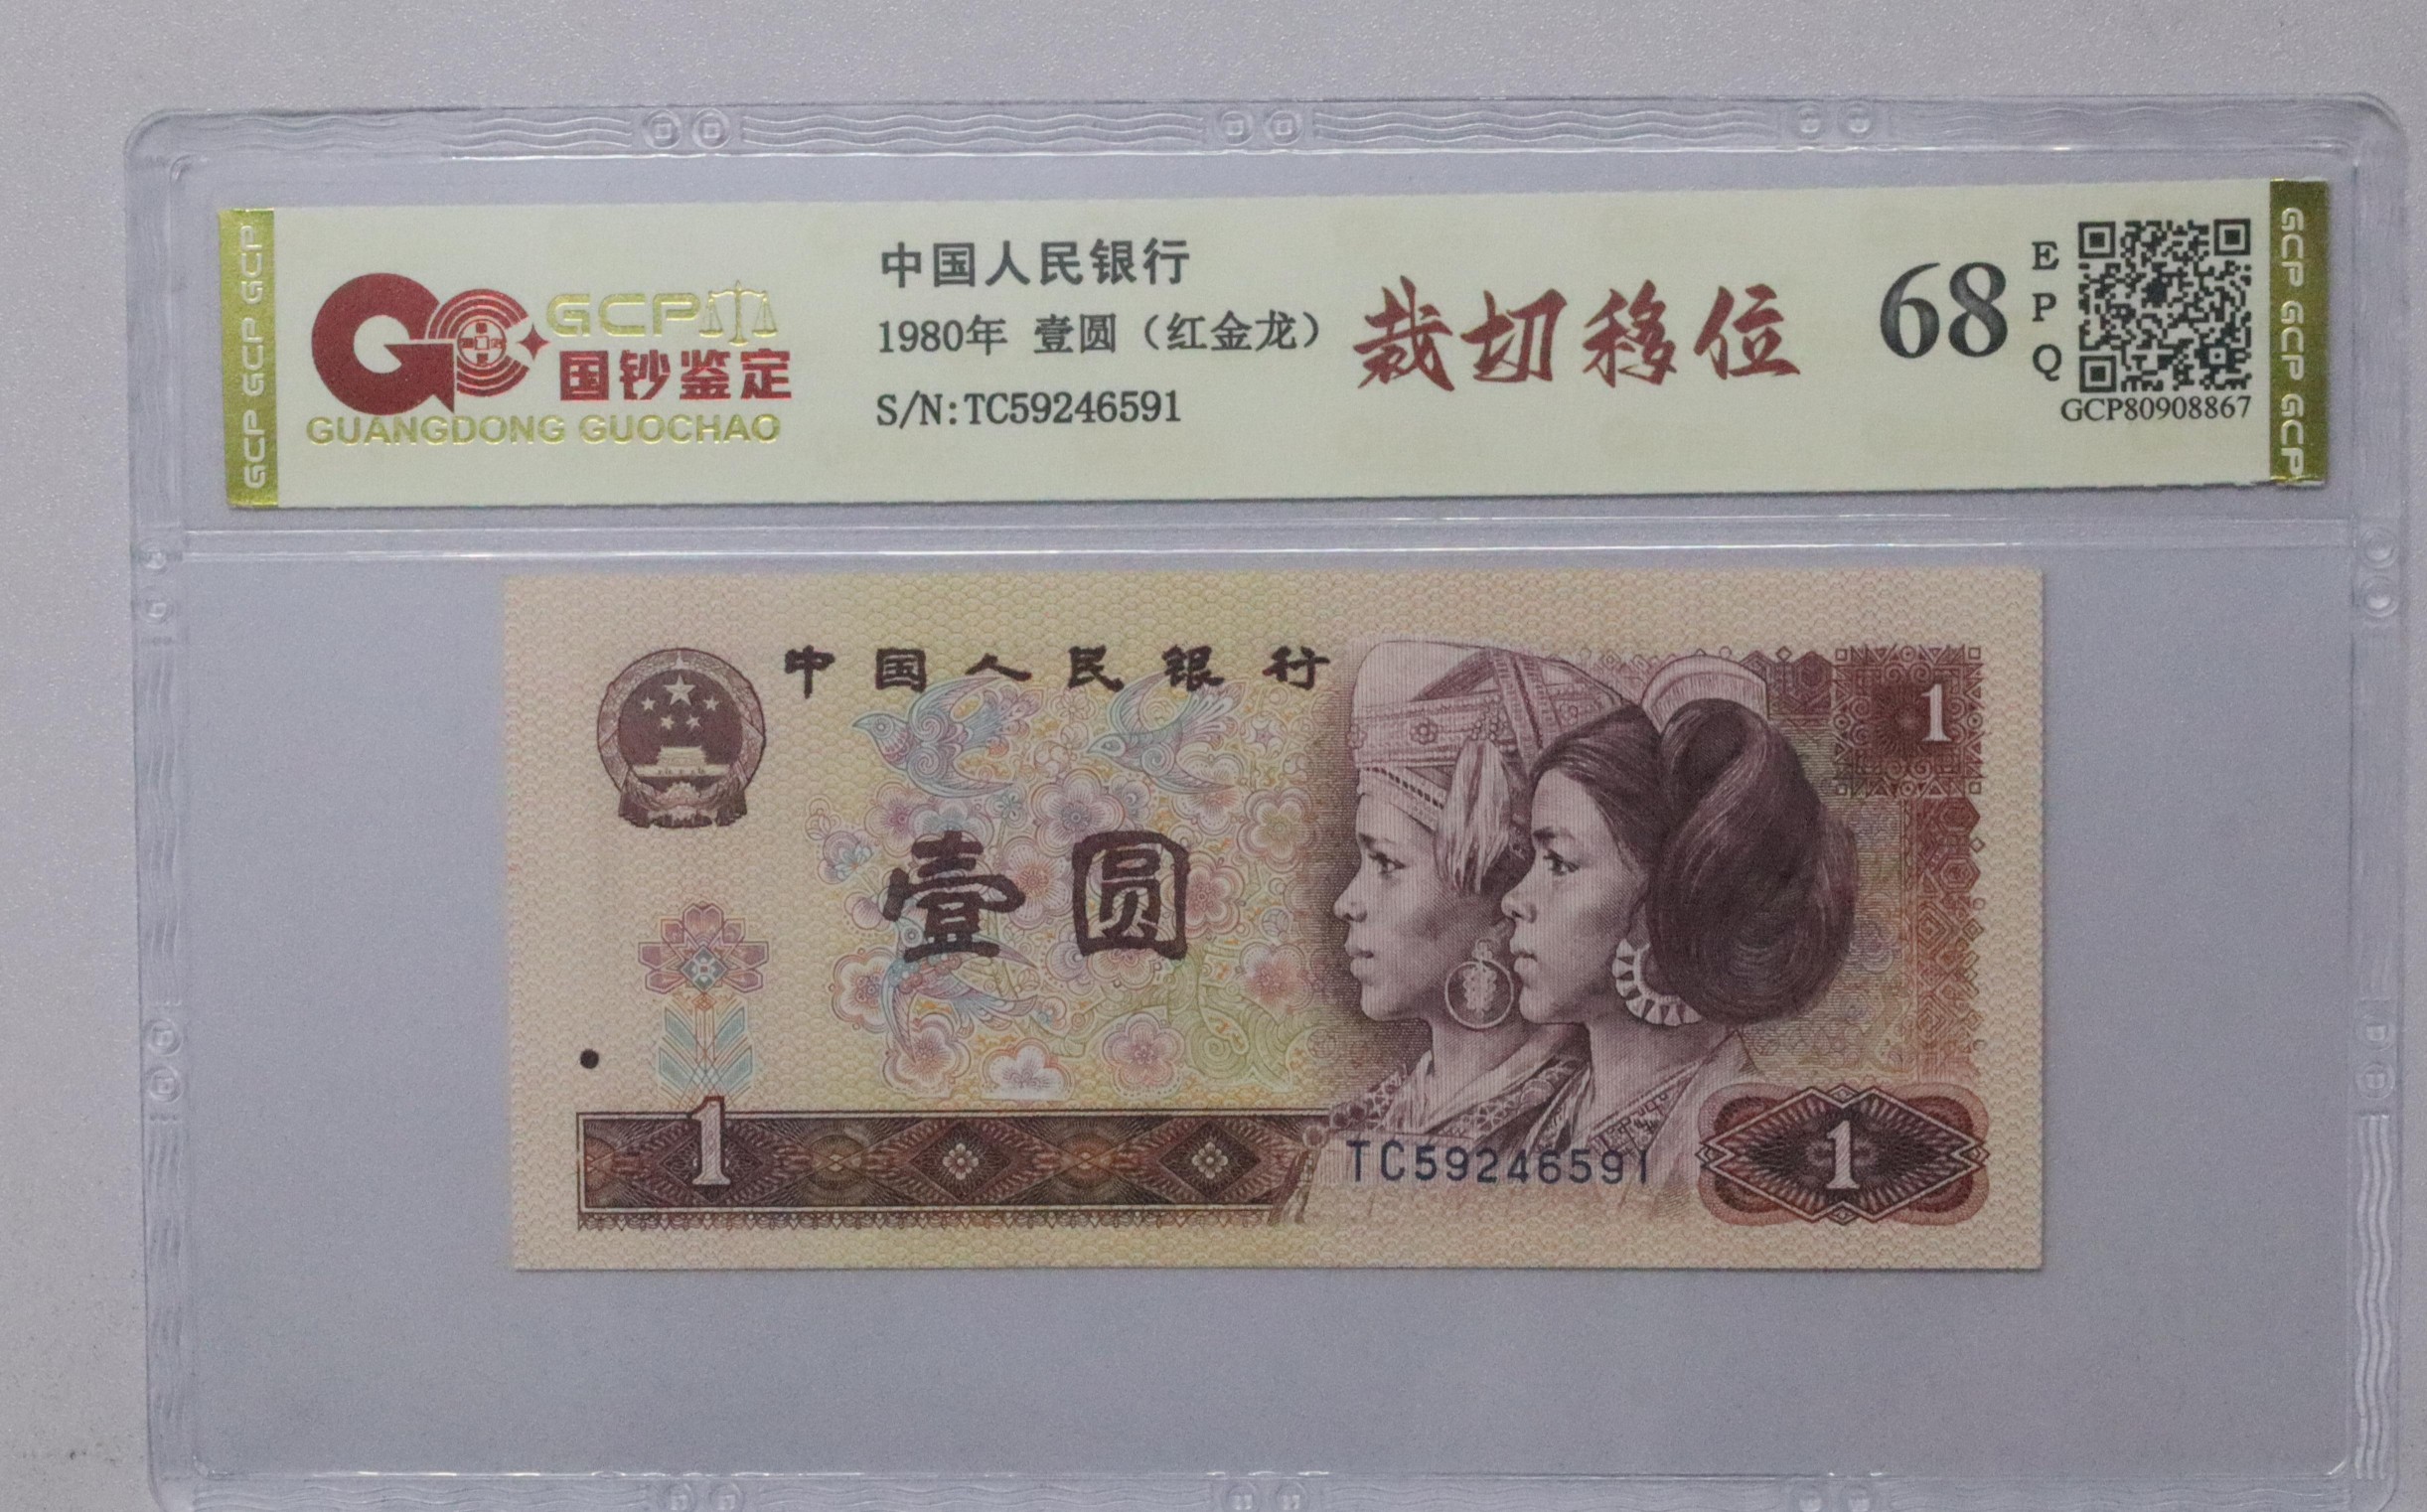 GCP GCP GCP
GCP
国钞鉴定
GUANGDONG GUOCHAO
中国人民银行
1980年 壹圆（红金龙）
S/N:TC59246591
裁切移位
68
EPQ
GCP80908867
GCP GCP GCP
中国人民银行
1
壹圆
1
TC59246591
1